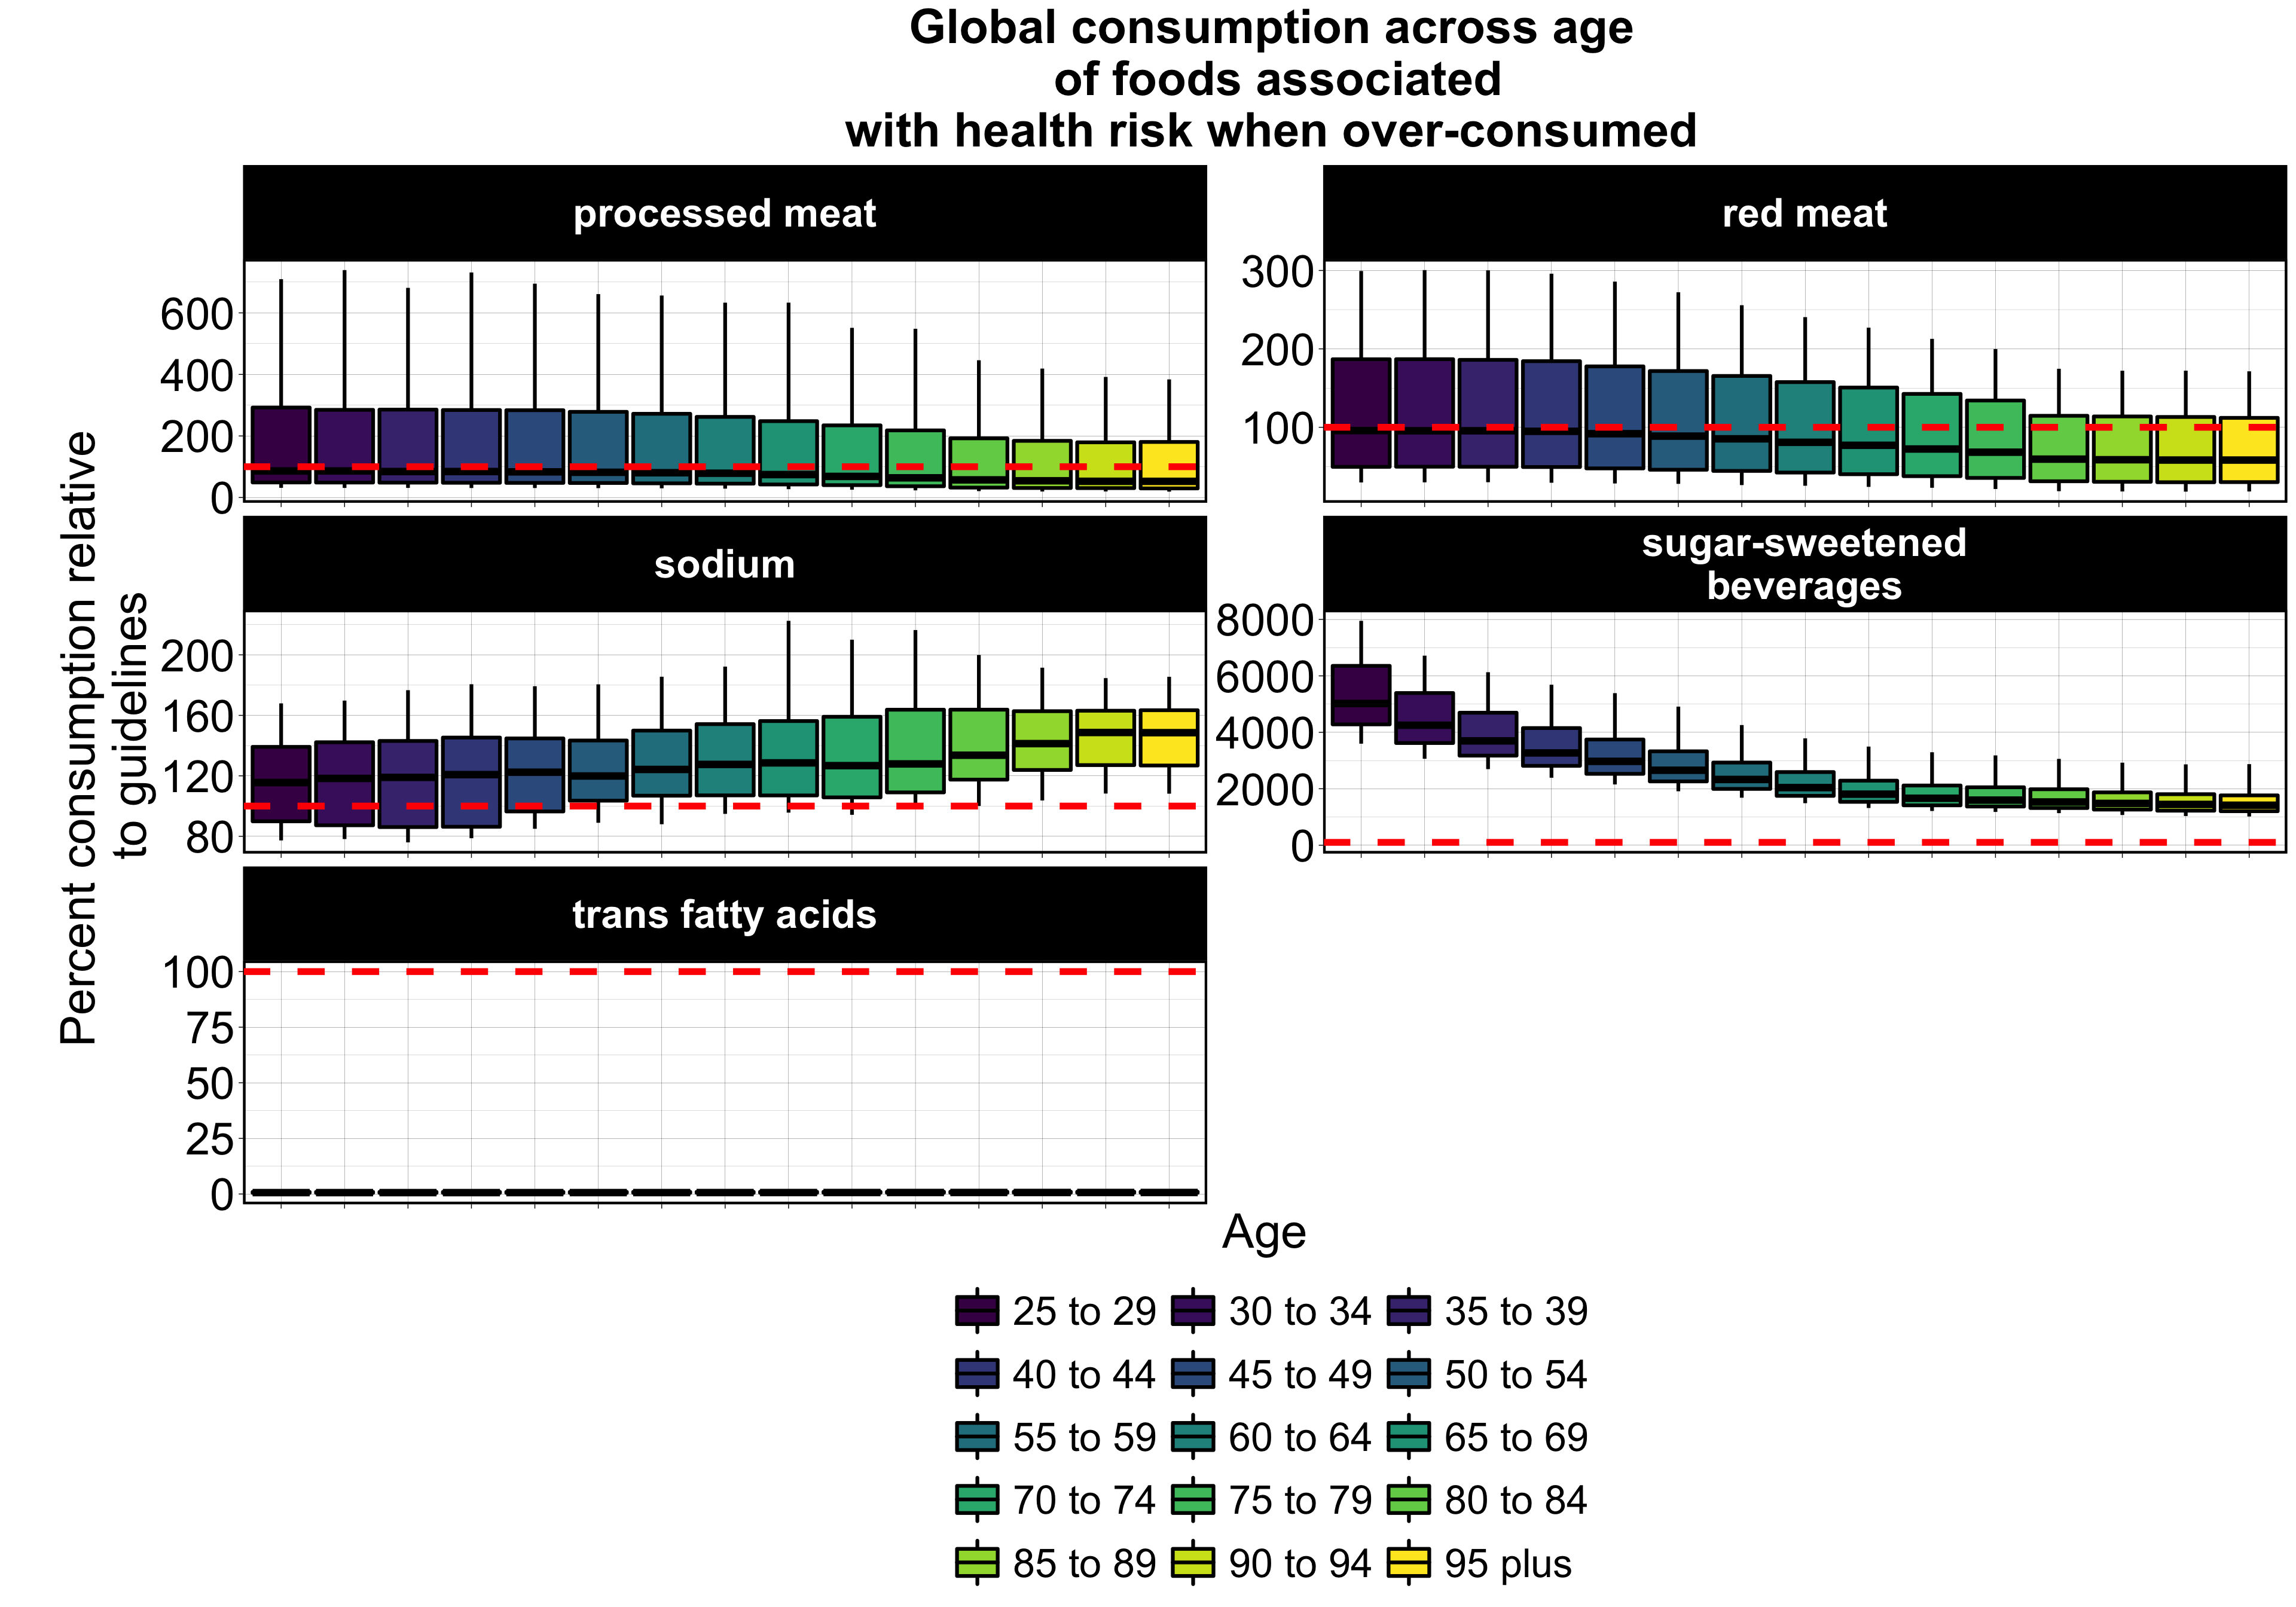 Global consumption across age
of foods associated
with health risk when over-consumed
Percent consumption relative
to guidelines
processed meat
600
400
200
0
red meat
300
200
100
sodium
200
160
120
80
sugar-sweetened
beverages
8000
6000
4000
2000
0
trans fatty acids
100
75
50
25
0
Age
25 to 29 30 to 34 35 to 39
40 to 44 45 to 49 50 to 54
55 to 59 60 to 64 65 to 69
70 to 74 75 to 79 80 to 84
85 to 89 90 to 94 95 plus